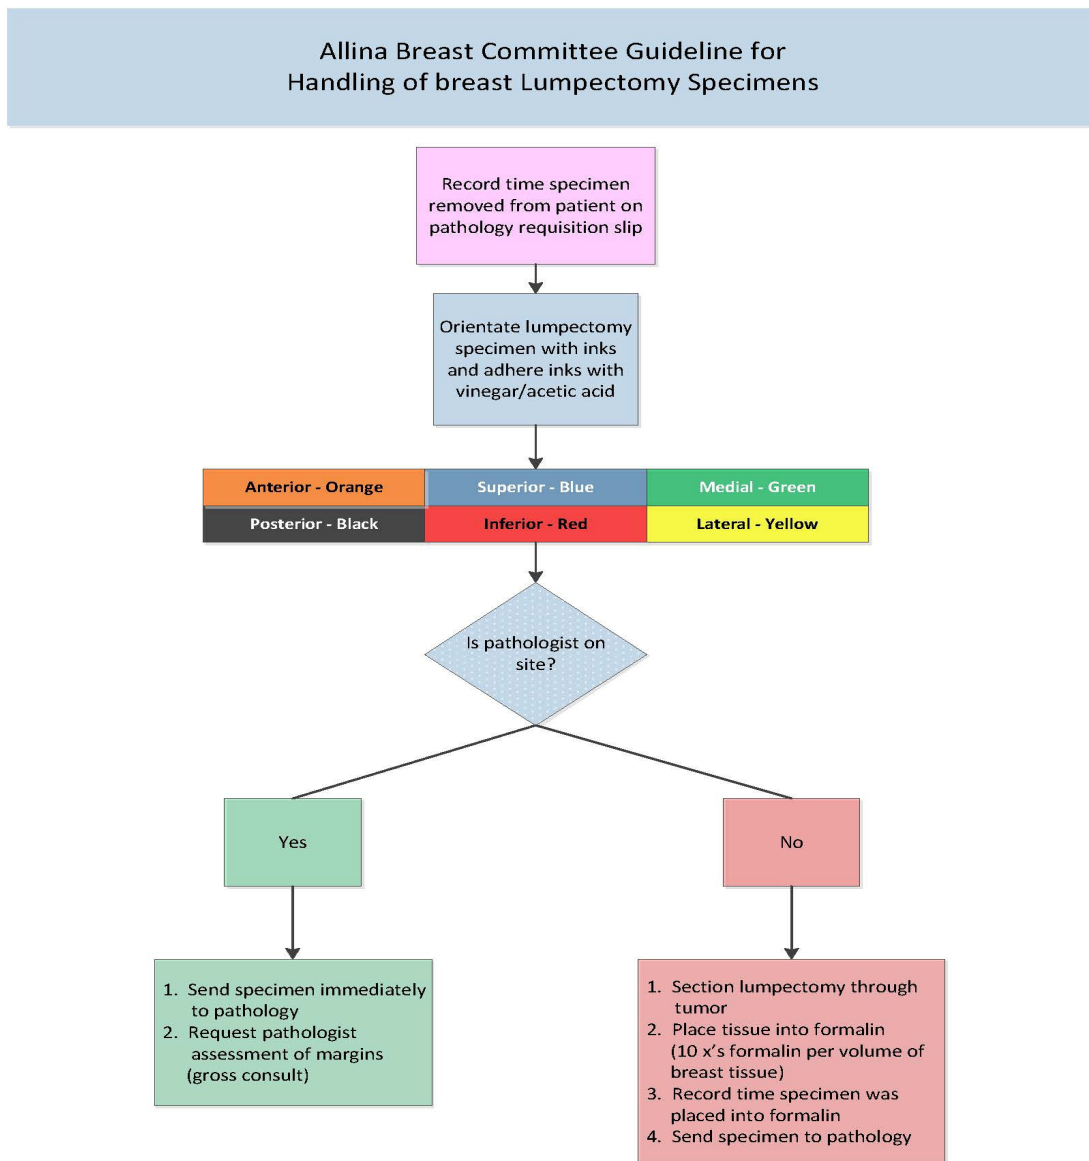 Allina Breast Committee Guideline for
Handling of breast Lumpectomy Specimens
Record time specimen
removed from patient on
pathology requisition slip
Orientate lumpectomy
specimen with inks
and adhere inks with
vinegar/acetic acid
Anterior - Orange
Superior - Blue
Medial - Green
Posterior - Black
Inferior - Red
Lateral - Yellow
Is pathologist on
site?
Yes
No
1. Send specimen immediately
to pathology
2. Request pathologist
assessment of margins
(gross consult)
1. Section lumpectomy through
tumor
2. Place tissue into formalin
(10 x's formalin per volume of
breast tissue)
3. Record time specimen was
placed into formalin
4. Send specimen to pathology